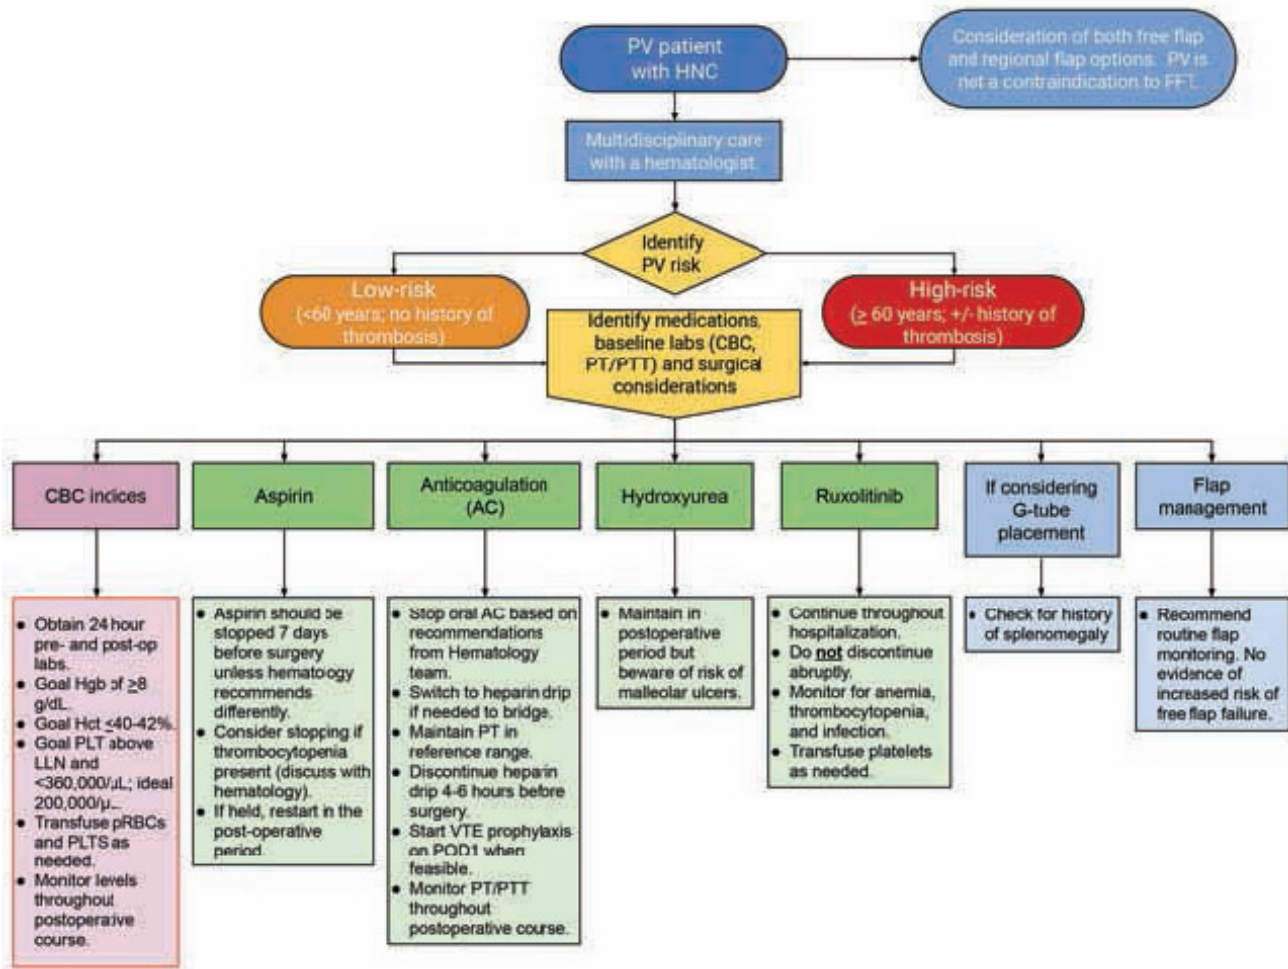 PV patient
with HNC
Consideration of both free flap
and regional flap options. PV is
not a contraindication to FFT.
Multidisciplinary care
with a hematologist
Identify
PV risk
Low-risk
(<60 years; no history of
thrombosis)
High-risk
(≥ 60 years; +/- history of
thrombosis)
Identify medications,
baseline labs (CBC,
PT/PTT) and surgical
considerations
CBC indices
Aspirin
Anticoagulation
(AC)
Hydroxyurea
Ruxolitinib
If considering
G-tube
placement
Flap
management
● Obtain 24 hour
pre- and post-op
labs.
● Goal Hgb of ≥8
g/dL.
● Goal Hct ≤40-42%.
● Goal PLT above
LLN and
<360,000/µL; ideal
200,000/µL.
● Transfuse pRBCs
and PLTS as
needed.
● Monitor levels
throughout
postoperative
course.
● Aspirin should be
stopped 7 days
before surgery
unless hematology
recommends
differently.
● Consider stopping if
thrombocytopenia
present (discuss with
hematology).
● If held, restart in the
post-operative
period.
● Stop oral AC based on
recommendations
from Hematology
team.
● Switch to heparin drip
if needed to bridge.
● Maintain PT in
reference range.
● Discontinue heparin
drip 4-6 hours before
surgery.
● Start VTE prophylaxis
on POD1 when
feasible.
● Monitor PT/PTT
throughout
postoperative course.
● Maintain in
postoperative
period but
beware of risk of
malleolar ulcers.
● Continue throughout
hospitalization.
● Do not discontinue
abruptly.
● Monitor for anemia,
thrombocytopenia,
and infection.
● Transfuse platelets
as needed.
● Check for history
of splenomegaly
● Recommend
routine flap
monitoring. No
evidence of
increased risk of
free flap failure.